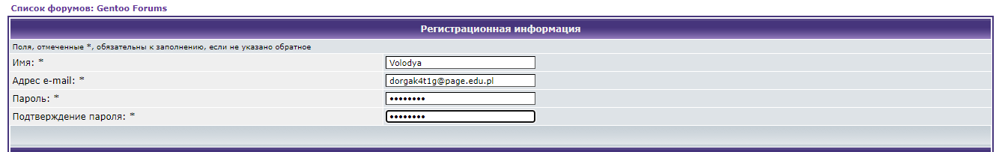 Список форумов: Gentoo Forums
Регистрационная информация
Поля, отмеченные *, обязательны к заполнению, если не указано обратное
Имя: * Volodya
Адрес e-mail: * dorgak4t1g@page.edu.pl
Пароль: * ••••••••
Подтверждение пароля: * ••••••••